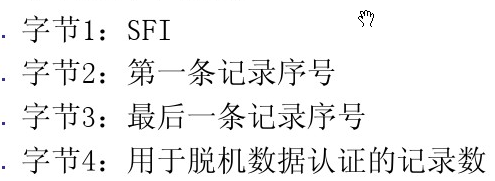 字节1：SFI
字节2：第一条记录序号
字节3：最后一条记录序号
字节4：用于脱机数据认证的记录数